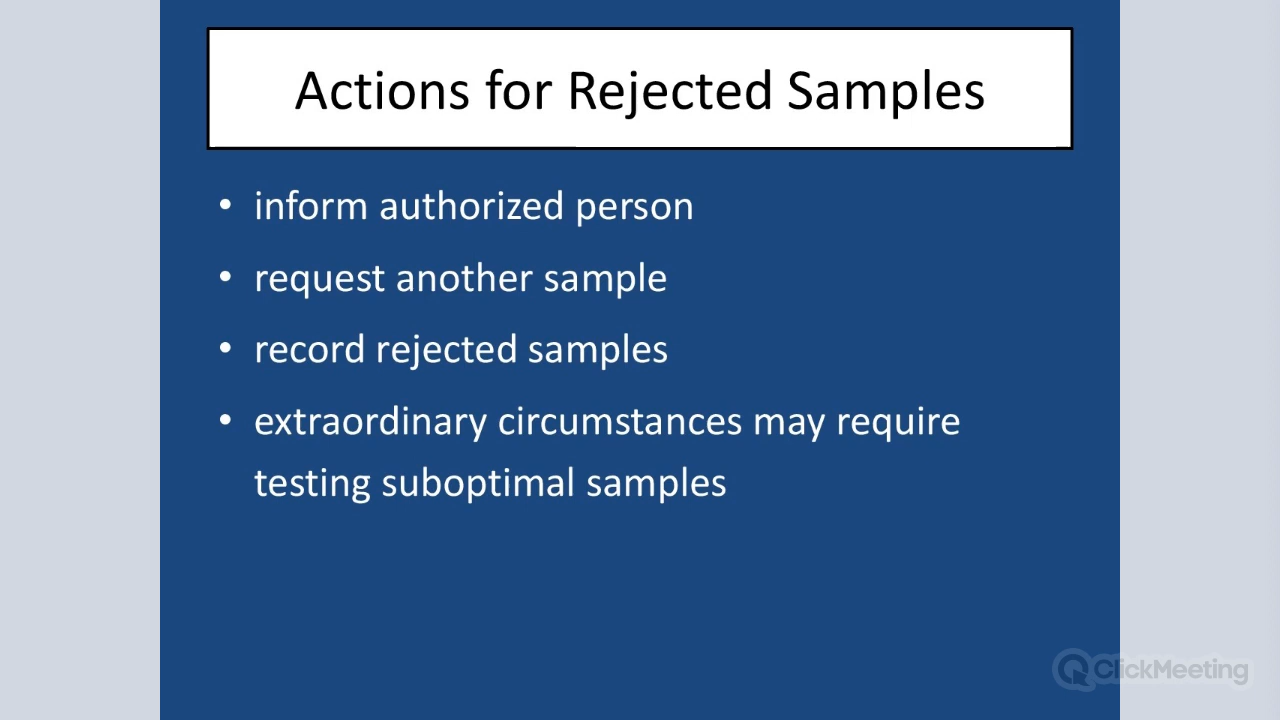 Actions for Rejected Samples
• inform authorized person
• request another sample
• record rejected samples
• extraordinary circumstances may require
testing suboptimal samples
ClickMeeting